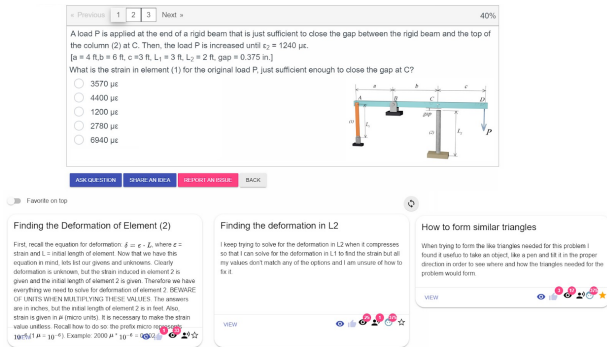 « Previous 1 2 3 Next » 40%
A load P is applied at the end of a rigid beam that is just sufficient to close the gap between the rigid beam and the top of
the column (2) at C. Then, the load P is increased until ε2 = 1240 με.
[a = 4 ft,b = 6 ft, c =3 ft, L1 = 3 ft, L2 = 2 ft, gap = 0.375 in.]
What is the strain in element (1) for the original load P, just sufficient enough to close the gap at C?
3570 με
4400 με
1200 με
2780 με
6940 με
a b c
A B C D
gap
(1) L1 (2) L2 P
ASK QUESTION SHARE AN IDEA REPORT AN ISSUE BACK
Favorite on top
Finding the Deformation of Element (2)
First, recall the equation for deformation: δ = ε · L, where ε =
strain and L = initial length of element. Now that we have this
equation in mind, lets list our givens and unknowns. Clearly
deformation is unknown, but the strain induced in element 2 is
given and the initial length of element 2 is given. Therefore we have
everything we need to solve for deformation of element 2. BEWARE
OF UNITS WHEN MULTIPLYING THESE VALUES. The answers
are in inches, but the initial length of element 2 is in feet. Also,
strain is given in μ (micro units). It is necessary to make the strain
value unitless. Recall how to do so: the prefix micro represents
(1 μ = 10^-6). Example: 2000 μ * 10^-6 =
Finding the deformation in L2
I keep trying to solve for the deformation in L2 when it compresses
so that I can solve for the deformation in L1 to find the strain but all
my values don't match any of the options and I am unsure of how to
fix it.
VIEW
How to form similar triangles
When trying to form the like triangles needed for this problem I
found it useful to take an object, like a pen and tilt it in the proper
direction in order to see where and how the triangles needed for the
problem would form.
VIEW